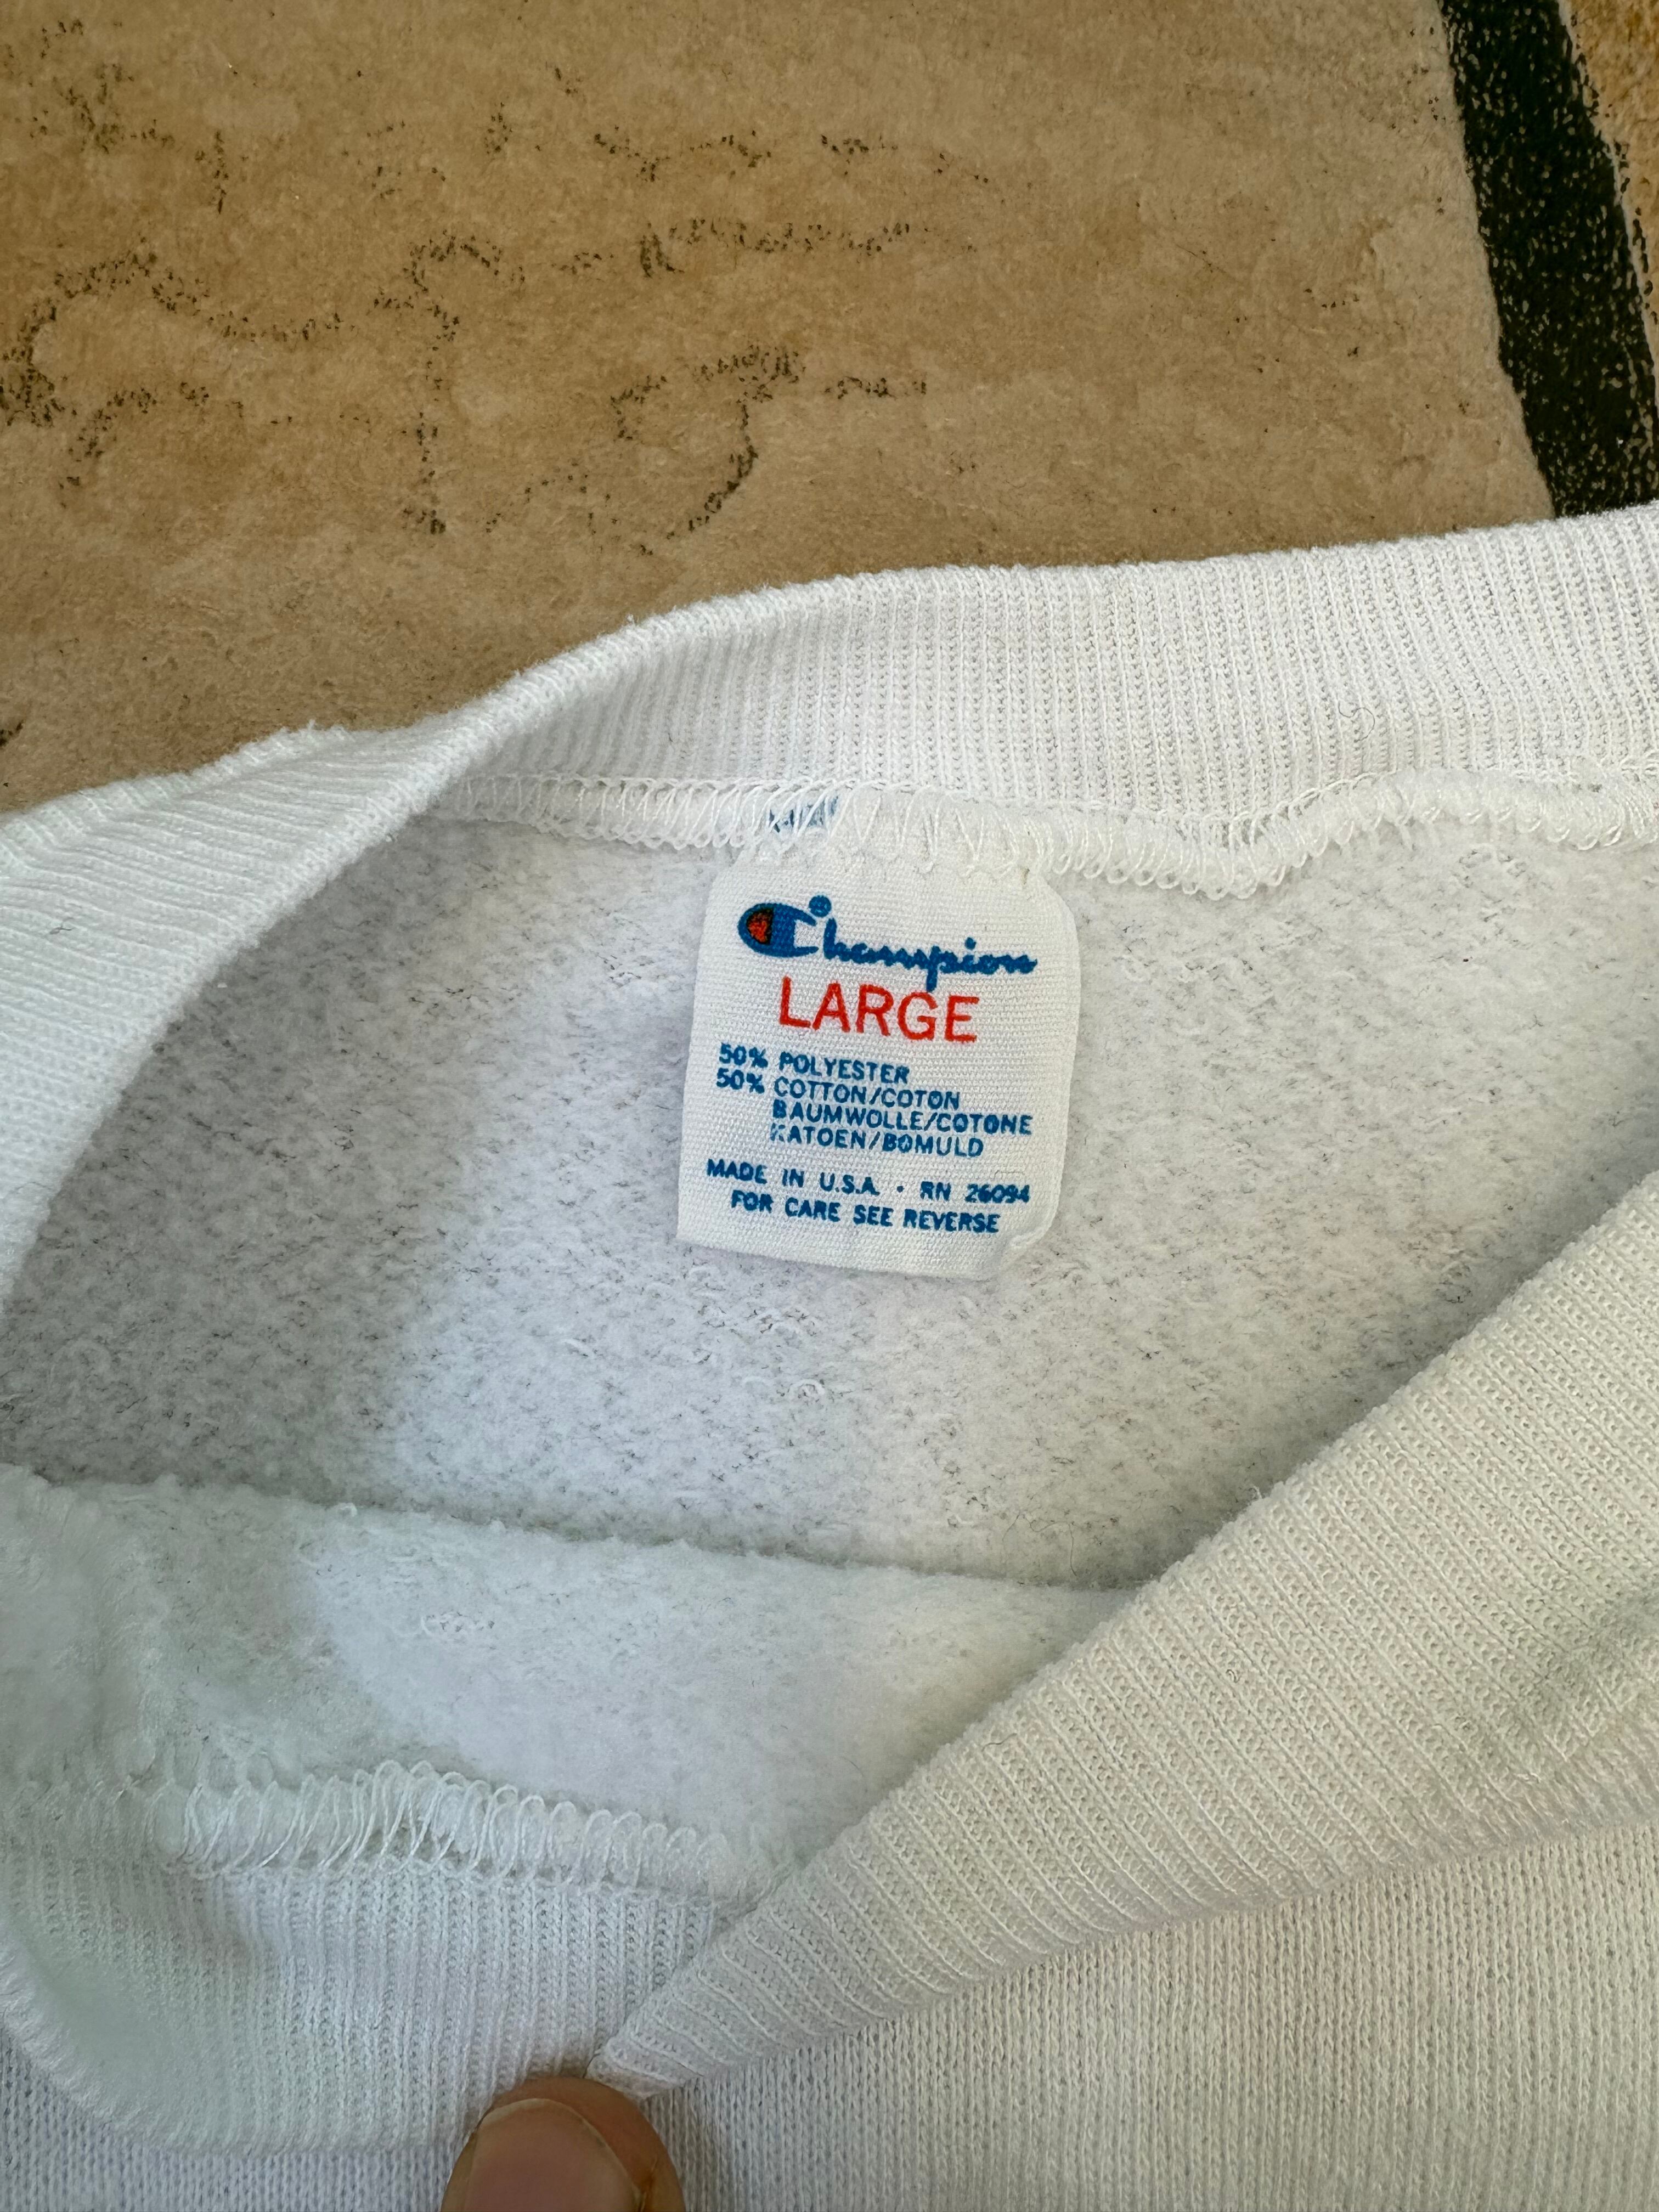 Champion
LARGE
50% POLYESTER
50% COTTON/COTON
BAUMWOLLE/COTONE
KATOEN/BOMULD
MADE IN U.S.A. • RN 26094
FOR CARE SEE REVERSE